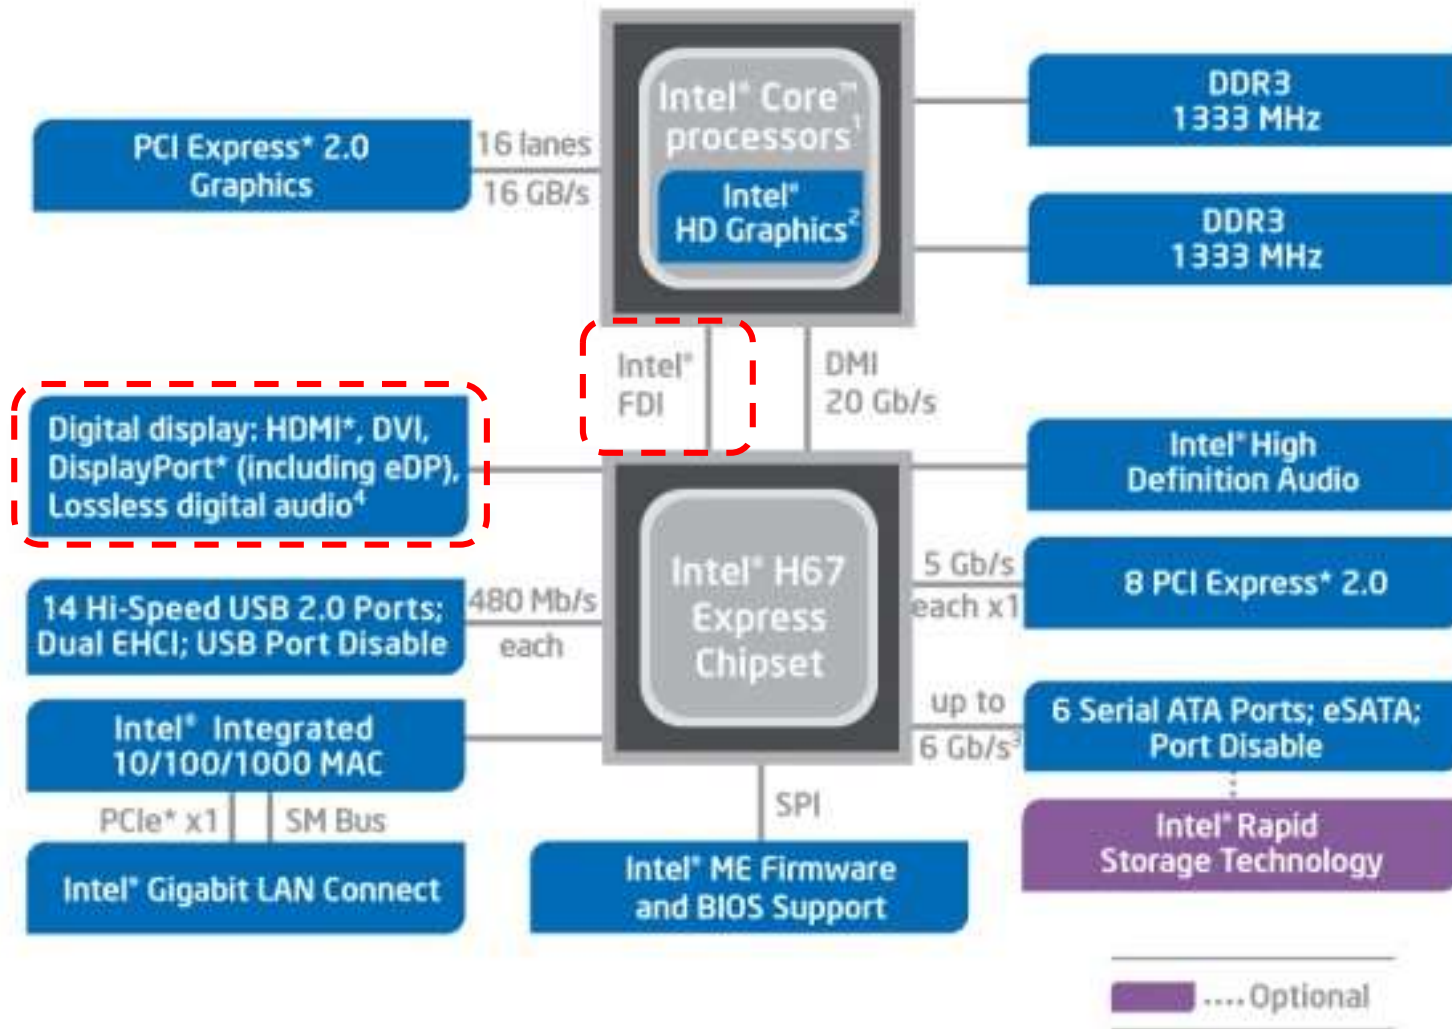 Intel® Core™
processors¹
Intel®
HD Graphics²
PCI Express* 2.0
Graphics
16 lanes
16 GB/s
DDR3
1333 MHz
DDR3
1333 MHz
Intel®
FDI
DMI
20 Gb/s
Digital display: HDMI*, DVI,
DisplayPort* (including eDP),
Lossless digital audio⁴
Intel® High
Definition Audio
Intel® H67
Express
Chipset
5 Gb/s
each x1
8 PCI Express* 2.0
14 Hi-Speed USB 2.0 Ports;
Dual EHCI; USB Port Disable
480 Mb/s
each
up to
6 Gb/s³
6 Serial ATA Ports; eSATA;
Port Disable
Intel® Integrated
10/100/1000 MAC
PCIe* x1
SM Bus
SPI
Intel® Rapid
Storage Technology
Intel® Gigabit LAN Connect
Intel® ME Firmware
and BIOS Support
....Optional